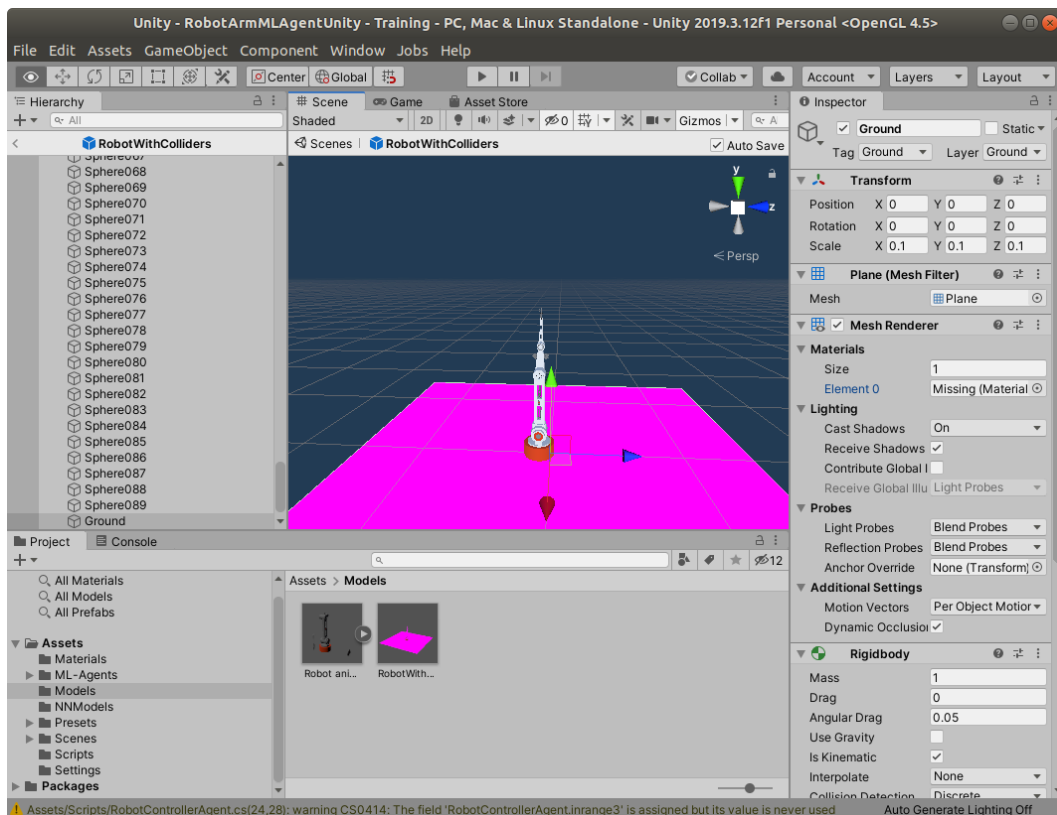 Unity - RobotArmMLAgentUnity - Training - PC, Mac & Linux Standalone - Unity 2019.3.12f1 Personal <OpenGL 4.5>
File Edit Assets GameObject Component Window Jobs Help
Center Global Collab Account Layers Layout
Hierarchy
All
RobotWithColliders
Sphere067
Sphere068
Sphere069
Sphere070
Sphere071
Sphere072
Sphere073
Sphere074
Sphere075
Sphere076
Sphere077
Sphere078
Sphere079
Sphere080
Sphere081
Sphere082
Sphere083
Sphere084
Sphere085
Sphere086
Sphere087
Sphere088
Sphere089
Ground
Scene Game Asset Store
Shaded 2D 0 Gizmos A
Scenes RobotWithColliders Auto Save
y
z
< Persp
Inspector
Ground Static
Tag Ground Layer Ground
Transform
Position X 0 Y 0 Z 0
Rotation X 0 Y 0 Z 0
Scale X 0.1 Y 0.1 Z 0.1
Plane (Mesh Filter)
Mesh Plane
Mesh Renderer
Materials
Size 1
Element 0 Missing (Material
Lighting
Cast Shadows On
Receive Shadows
Contribute Global I
Receive Global Illu Light Probes
Probes
Light Probes Blend Probes
Reflection Probes Blend Probes
Anchor Override None (Transform)
Additional Settings
Motion Vectors Per Object Motior
Dynamic Occlusion
Rigidbody
Mass 1
Drag 0
Angular Drag 0.05
Use Gravity
Is Kinematic
Interpolate None
Collision Detection Discrete
Project Console
12
All Materials
All Models
All Prefabs
Assets
Materials
ML-Agents
Models
NNModels
Presets
Scenes
Scripts
Settings
Packages
Assets > Models
Robot ani... RobotWith...
Assets/Scripts/RobotControllerAgent.cs(24,28): warning CS0414: The field 'RobotControllerAgent.inrange3' is assigned but its value is never used
Auto Generate Lighting Off